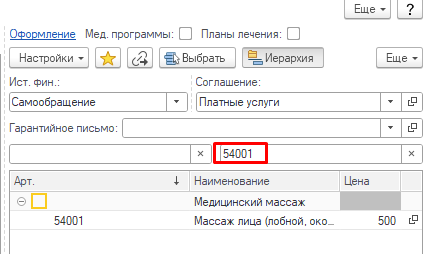 Еще ?
Оформление Мед. программы: Планы лечения:
Настройки Выбрать Иерархия Еще
Ист. фин.: Соглашение:
Самообращение Платные услуги
Гарантийное письмо:
× 54001 ×
Арт. ↓ Наименование Цена
Медицинский массаж
54001 Массаж лица (лобной, око... 500